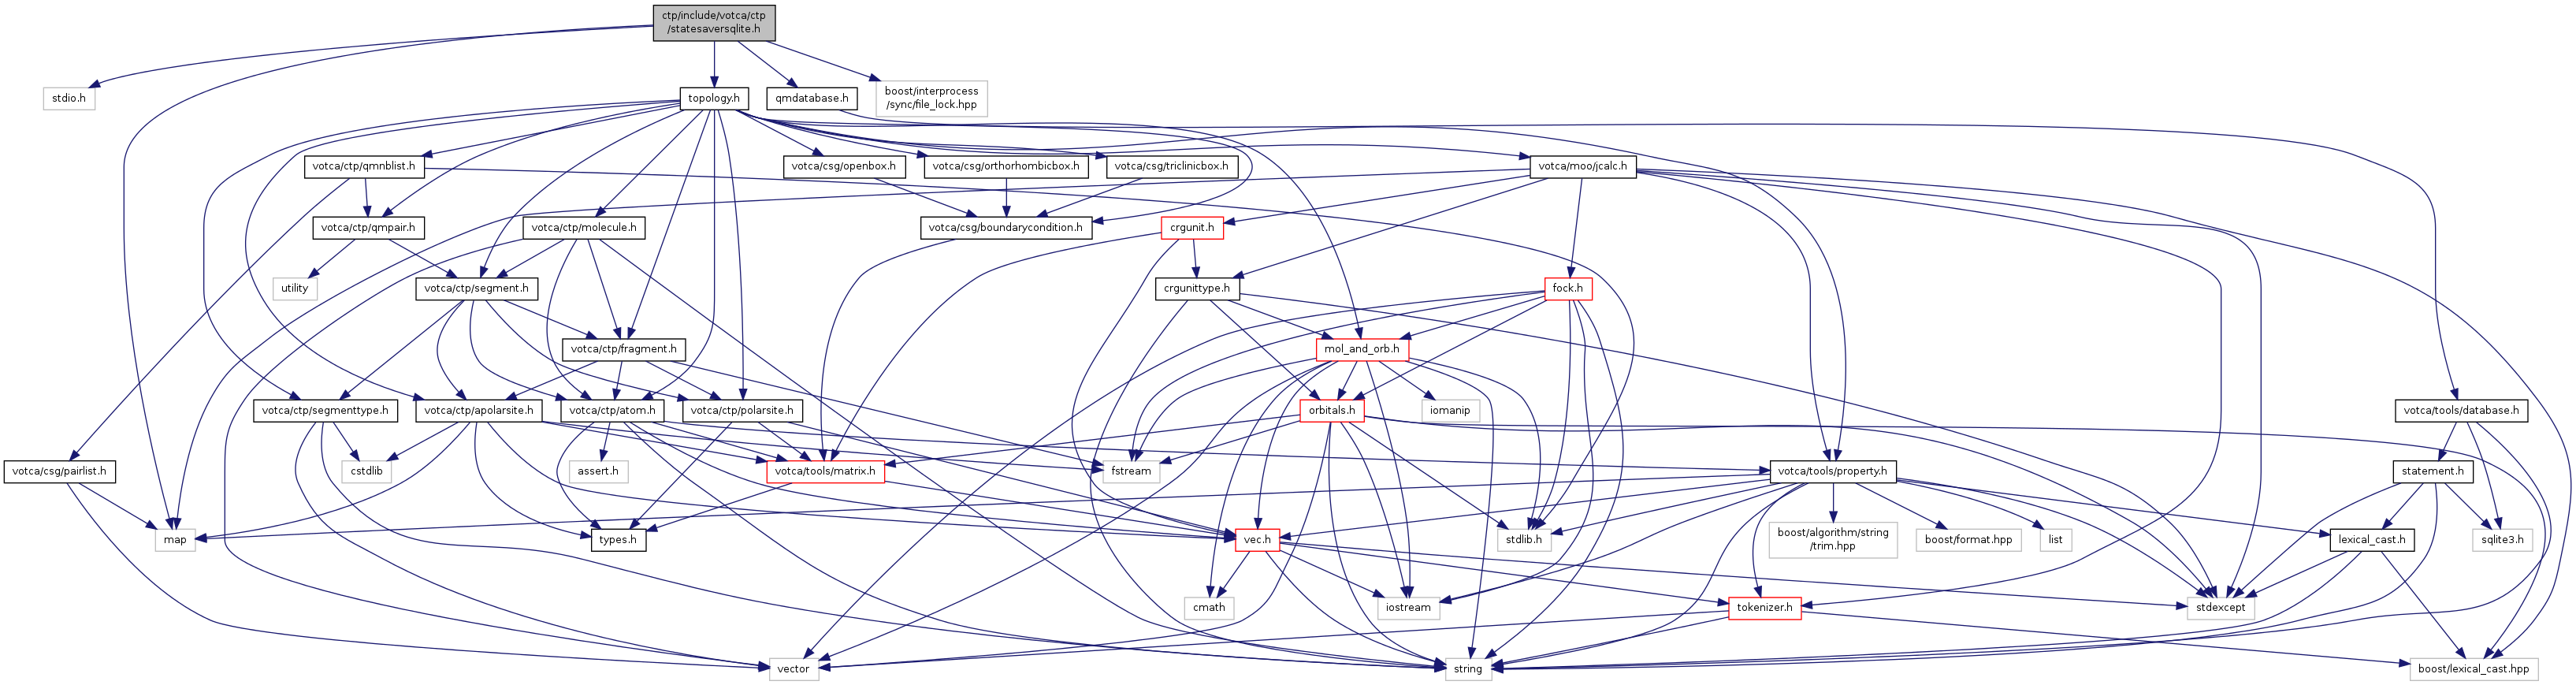 ctp/include/votca/ctp
/statesaversqlite.h
stdio.h
topology.h
qmdatabase.h
boost/interprocess
/sync/file_lock.hpp
votca/ctp/qmnblist.h
votca/csg/openbox.h
votca/csg/orthorhombicbox.h
votca/csg/triclinicbox.h
votca/moo/jcalc.h
votca/ctp/qmpair.h
votca/ctp/molecule.h
votca/csg/boundarycondition.h
crgunit.h
utility
votca/ctp/segment.h
crgunittype.h
fock.h
votca/ctp/fragment.h
mol_and_orb.h
votca/ctp/segmenttype.h
votca/ctp/apolarsite.h
votca/ctp/atom.h
votca/ctp/polarsite.h
orbitals.h
iomanip
votca/tools/database.h
votca/csg/pairlist.h
cstdlib
assert.h
votca/tools/matrix.h
fstream
votca/tools/property.h
statement.h
map
types.h
vec.h
stdlib.h
boost/algorithm/string
/trim.hpp
boost/format.hpp
list
lexical_cast.h
sqlite3.h
cmath
iostream
tokenizer.h
stdexcept
vector
string
boost/lexical_cast.hpp